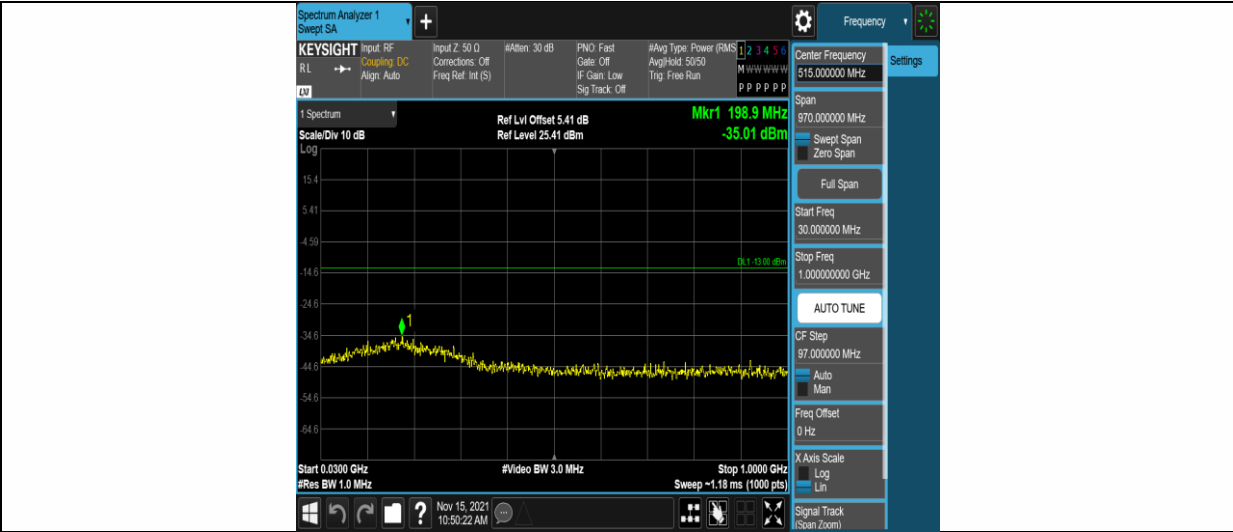 Spectrum Analyzer 1
Swept SA
Frequency
KEYSIGHT
RL
LXI
Input: RF
Coupling: DC
Align: Auto
Input Z: 50 Ω
Corrections: Off
Freq Ref: Int (S)
#Atten: 30 dB
PNO: Fast
Gate: Off
IF Gain: Low
Sig Track: Off
#Avg Type: Power (RMS
Avg|Hold: 50/50
Trig: Free Run
1 2 3 4 5 6
M W W W W W
P P P P P P
1 Spectrum
Scale/Div 10 dB
Ref Lvl Offset 5.41 dB
Ref Level 25.41 dBm
Mkr1 198.9 MHz
-35.01 dBm
Log
15.4
5.41
-4.59
-14.6
-24.6
-34.6
-44.6
-54.6
-64.6
DL1 -13.00 dBm
1
Start 0.0300 GHz
#Res BW 1.0 MHz
#Video BW 3.0 MHz
Stop 1.0000 GHz
Sweep ~1.18 ms (1000 pts)
Nov 15, 2021
10:50:22 AM
Center Frequency
515.000000 MHz
Settings
Span
970.000000 MHz
Swept Span
Zero Span
Full Span
Start Freq
30.000000 MHz
Stop Freq
1.000000000 GHz
AUTO TUNE
CF Step
97.000000 MHz
Auto
Man
Freq Offset
0 Hz
X Axis Scale
Log
Lin
Signal Track
(Span Zoom)